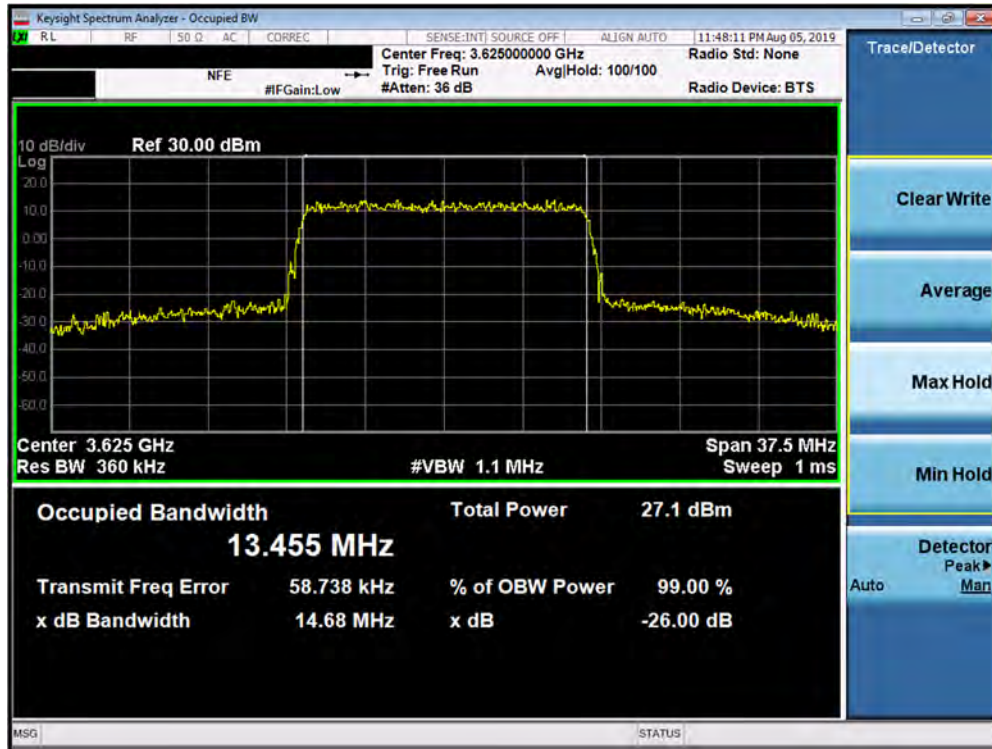 Keysight Spectrum Analyzer - Occupied BW
LXI RL RF 50 Ω AC CORREC SENSE:INT SOURCE OFF ALIGN AUTO 11:48:11 PM Aug 05, 2019
Center Freq: 3.625000000 GHz Radio Std: None
NFE Trig: Free Run Avg|Hold: 100/100
#IFGain:Low #Atten: 36 dB Radio Device: BTS
10 dB/div Ref 30.00 dBm
Log
20.0
10.0
0.00
-10.0
-20.0
-30.0
-40.0
-50.0
-60.0
Center 3.625 GHz Span 37.5 MHz
Res BW 360 kHz #VBW 1.1 MHz Sweep 1 ms
Occupied Bandwidth Total Power 27.1 dBm
13.455 MHz
Transmit Freq Error 58.738 kHz % of OBW Power 99.00 %
x dB Bandwidth 14.68 MHz x dB -26.00 dB
Trace/Detector
Clear Write
Average
Max Hold
Min Hold
Detector
Peak▶
Auto Man
MSG STATUS